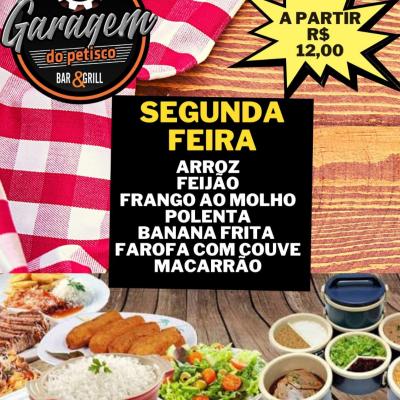 Garagem
do petisco
BAR & GRILL
A PARTIR
R$
12,00
SEGUNDA
FEIRA
ARROZ
FEIJÃO
FRANGO AO MOLHO
POLENTA
BANANA FRITA
FAROFA COM COUVE
MACARRÃO